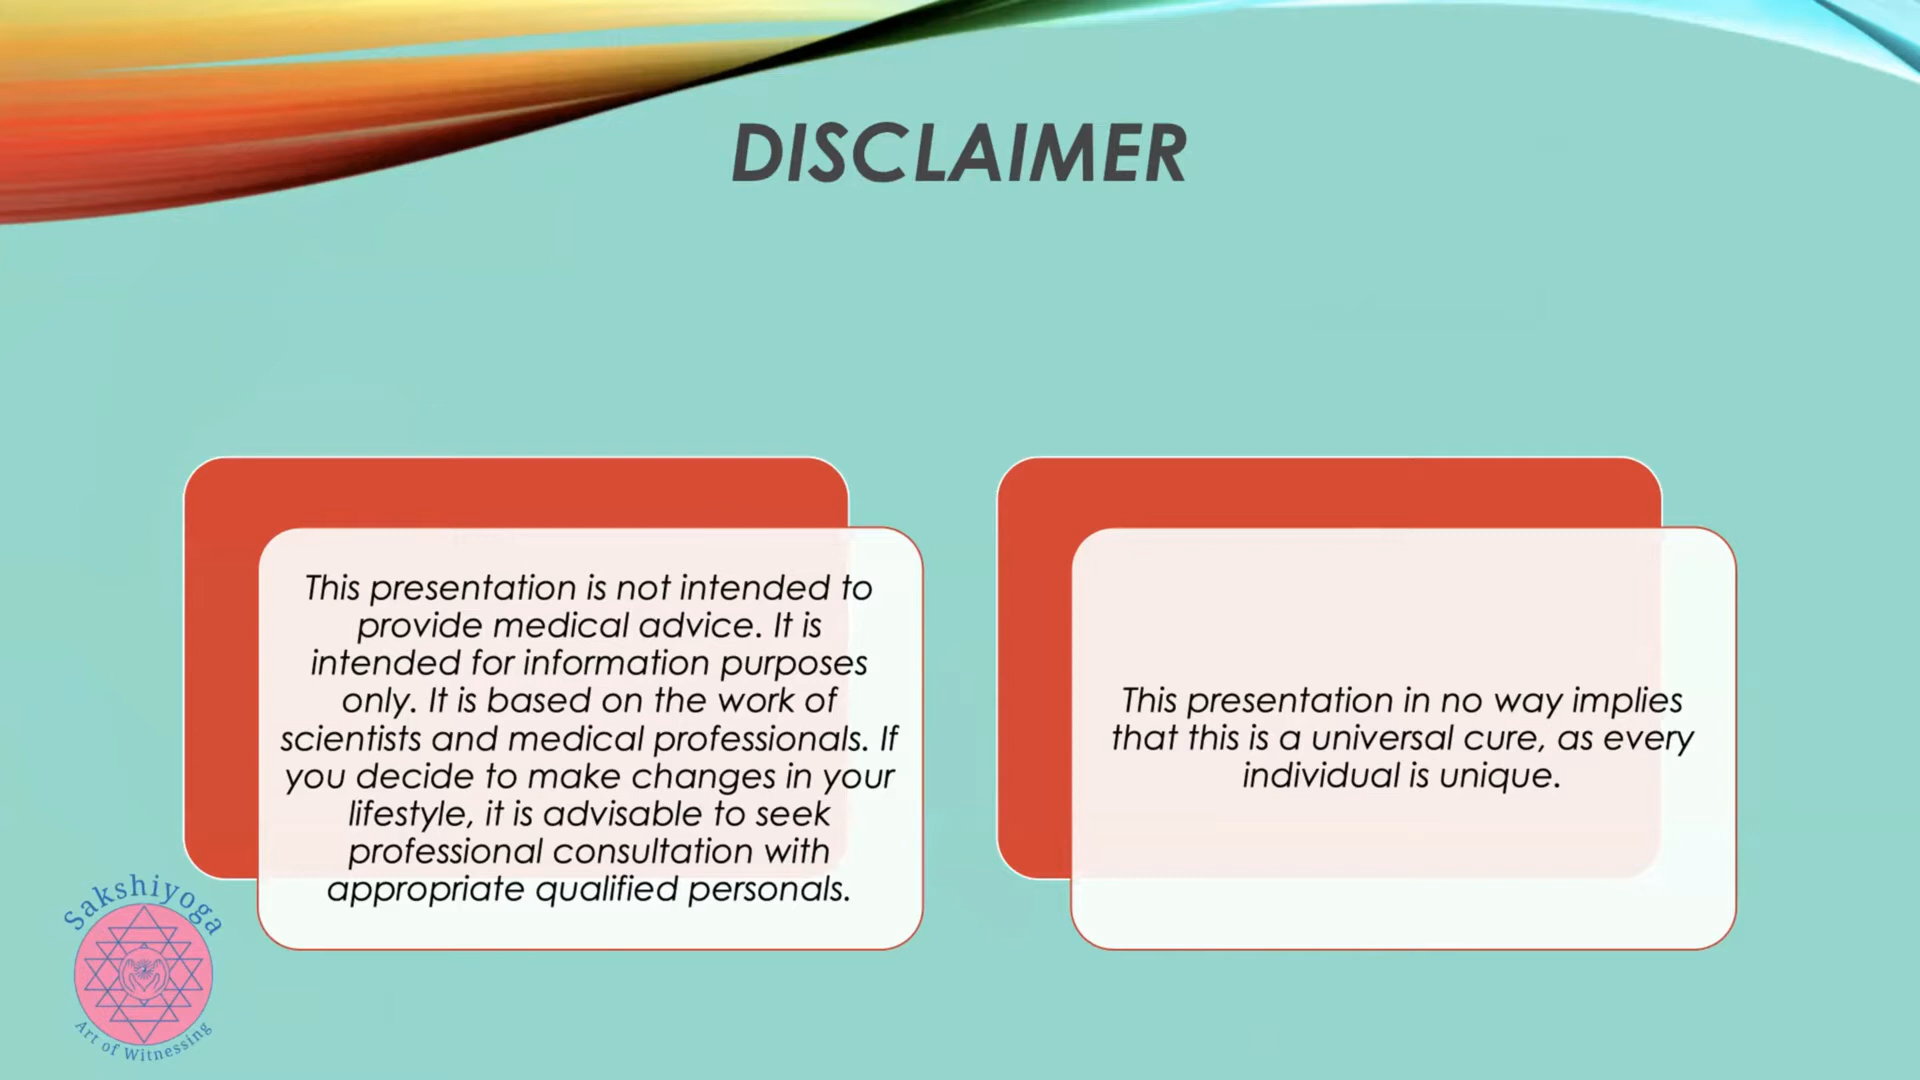 DISCLAIMER
This presentation is not intended to
provide medical advice. It is
intended for information purposes
only. It is based on the work of
scientists and medical professionals. If
you decide to make changes in your
lifestyle, it is advisable to seek
professional consultation with
appropriate qualified personals.
This presentation in no way implies
that this is a universal cure, as every
individual is unique.
Sakshiyoga
Art of Witnessing